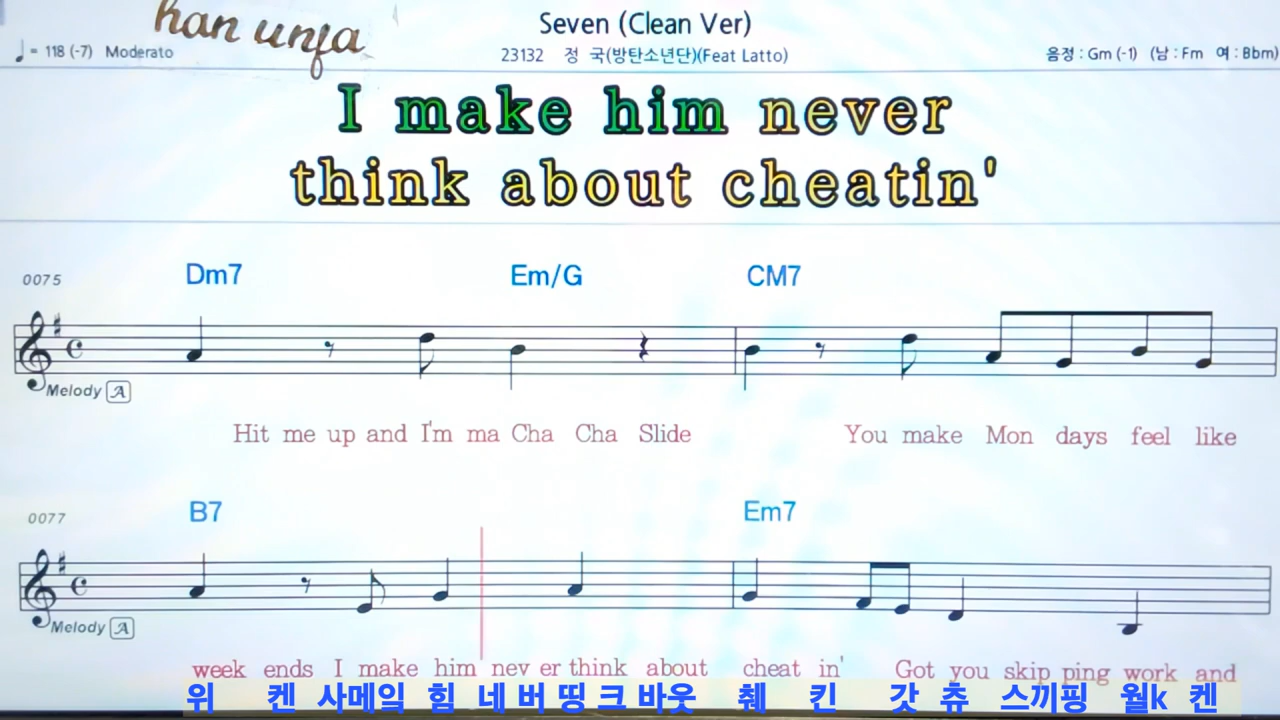 han unja
Seven (Clean Ver)
♩= 118 (-7) Moderato
23132 정 국(방탄소년단)(Feat Latto)
음정 : Gm (-1) (남 : Fm 여 : Bbm)
I make him never
think about cheatin'
0075 Dm7 Em/G CM7
Melody A
Hit me up and I'm ma Cha Cha Slide You make Mon days feel like
0077 B7 Em7
Melody A
week ends I make him nev er think about cheat in' Got you skip ping work and
위 켄 사메잌 힘 네 버 띵 크 바웃 췌 킨 갓 츄 스끼핑 월k 켄